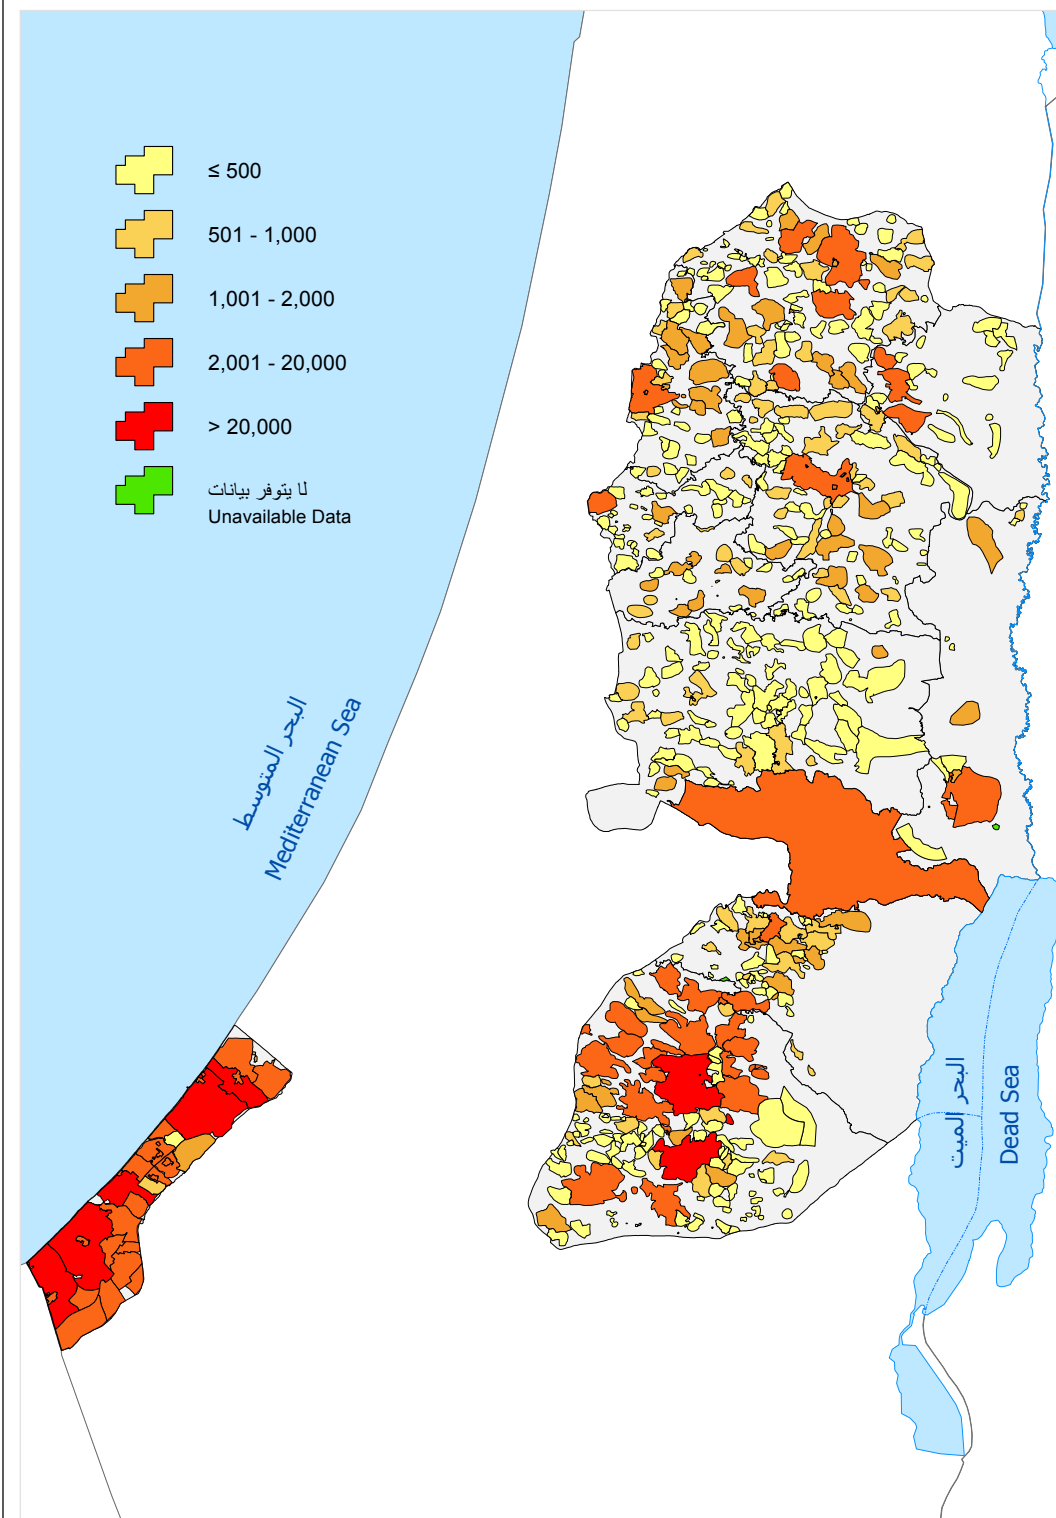 ≤ 500
501 - 1,000
1,001 - 2,000
2,001 - 20,000
> 20,000
لا يتوفر بيانات
Unavailable Data
البحر المتوسط
Mediterranean Sea
البحر الميت
Dead Sea